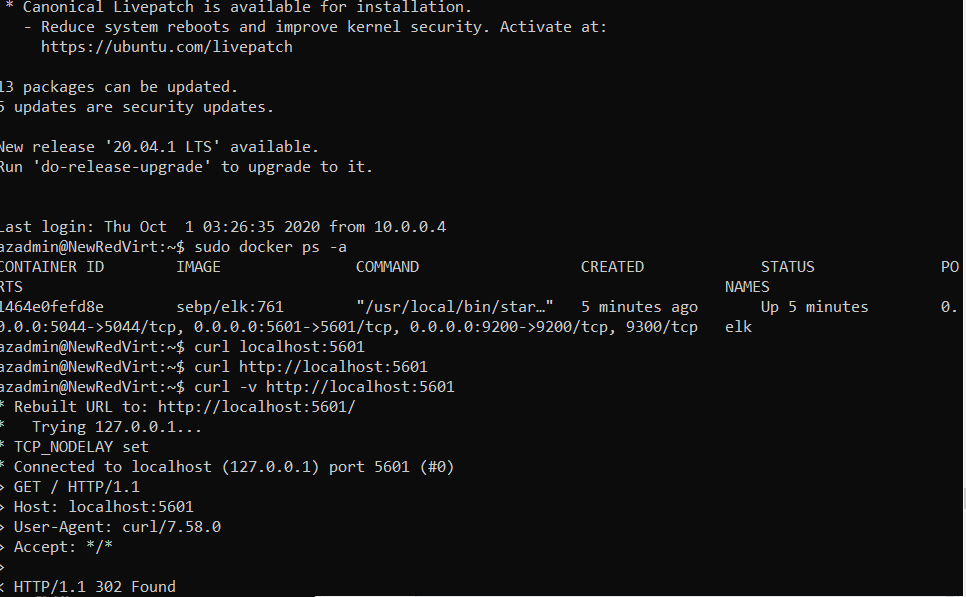 * Canonical Livepatch is available for installation.
- Reduce system reboots and improve kernel security. Activate at:
https://ubuntu.com/livepatch
13 packages can be updated.
5 updates are security updates.
New release '20.04.1 LTS' available.
Run 'do-release-upgrade' to upgrade to it.
Last login: Thu Oct  1 03:26:35 2020 from 10.0.0.4
azadmin@NewRedVirt:~$ sudo docker ps -a
CONTAINER ID        IMAGE               COMMAND                  CREATED             STATUS              PO
RTS                                                                             NAMES
1464e0fefd8e        sebp/elk:761        "/usr/local/bin/star…"   5 minutes ago       Up 5 minutes        0.
0.0.0:5044->5044/tcp, 0.0.0.0:5601->5601/tcp, 0.0.0.0:9200->9200/tcp, 9300/tcp   elk
azadmin@NewRedVirt:~$ curl localhost:5601
azadmin@NewRedVirt:~$ curl http://localhost:5601
azadmin@NewRedVirt:~$ curl -v http://localhost:5601
* Rebuilt URL to: http://localhost:5601/
*   Trying 127.0.0.1...
* TCP_NODELAY set
* Connected to localhost (127.0.0.1) port 5601 (#0)
> GET / HTTP/1.1
> Host: localhost:5601
> User-Agent: curl/7.58.0
> Accept: */*
>
< HTTP/1.1 302 Found